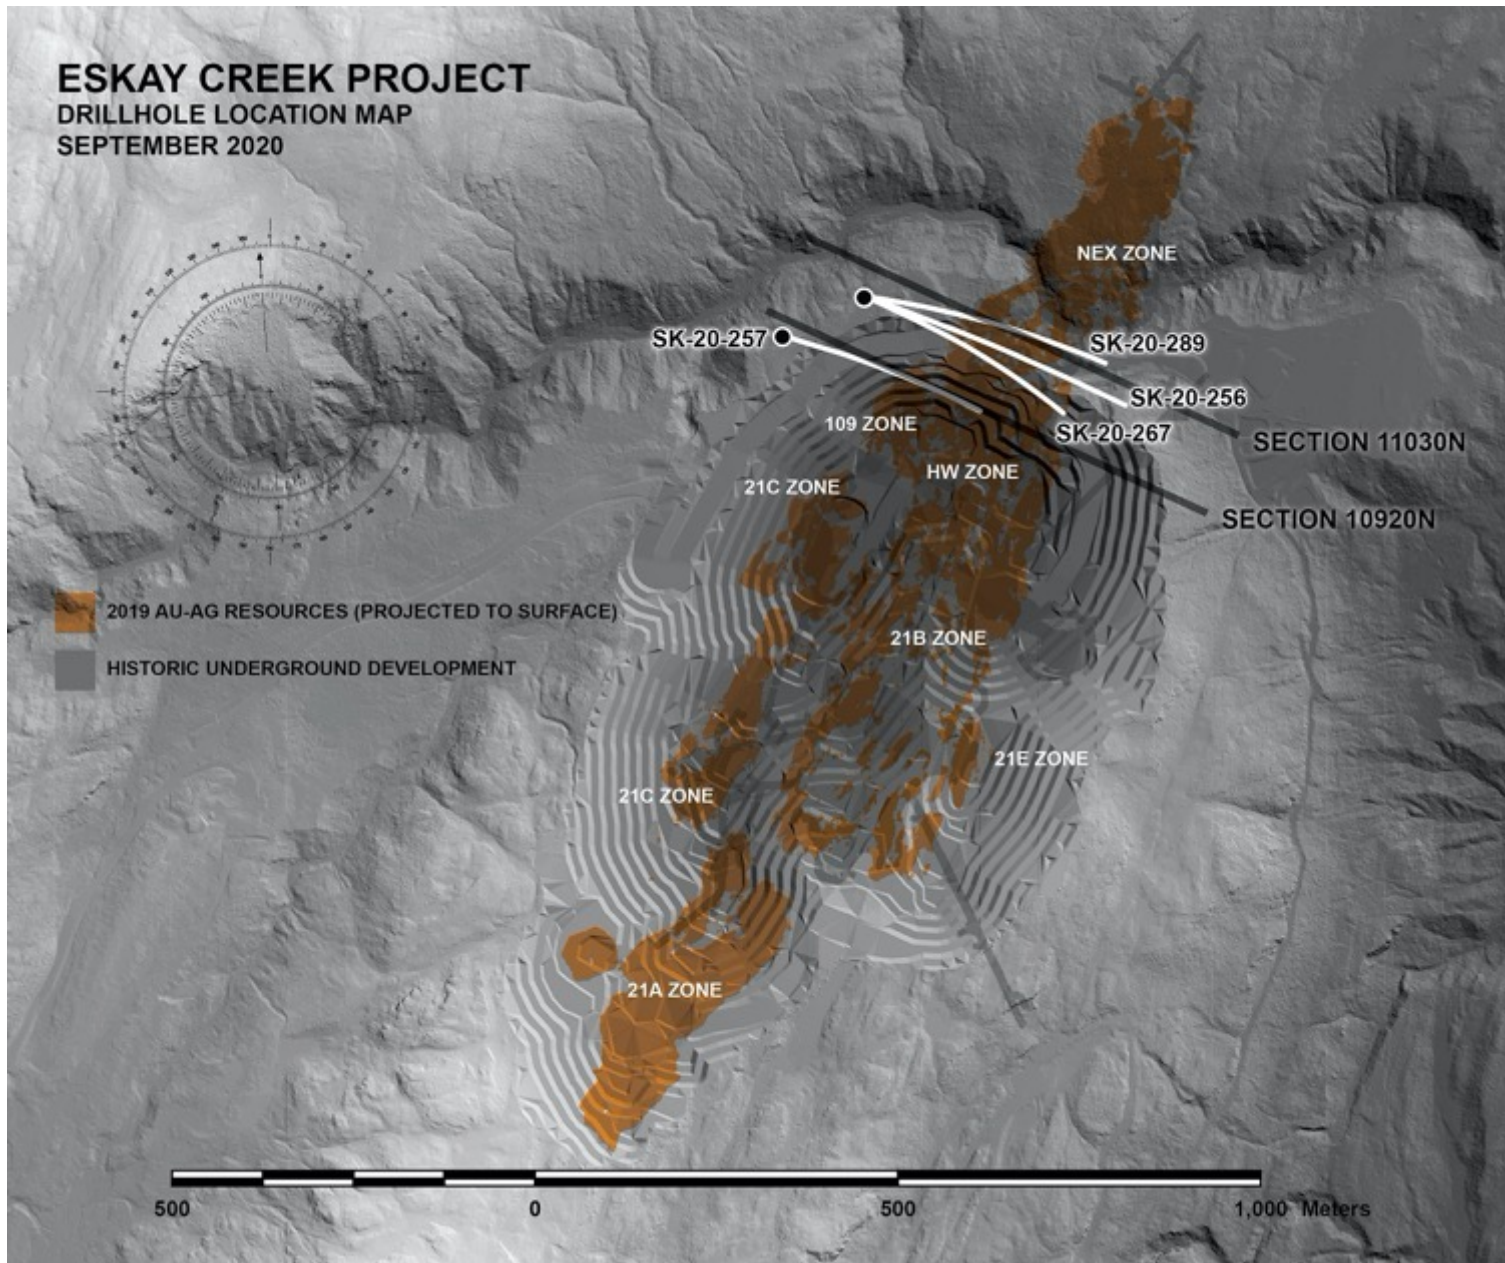 ESKAY CREEK PROJECT
DRILLHOLE LOCATION MAP
SEPTEMBER 2020
NEX ZONE
SK-20-257
SK-20-289
SK-20-256
109 ZONE
SK-20-267
SECTION 11030N
HW ZONE
21C ZONE
SECTION 10920N
2019 AU-AG RESOURCES (PROJECTED TO SURFACE)
21B ZONE
HISTORIC UNDERGROUND DEVELOPMENT
21E ZONE
21C ZONE
21A ZONE
500 0 500 1,000 Meters